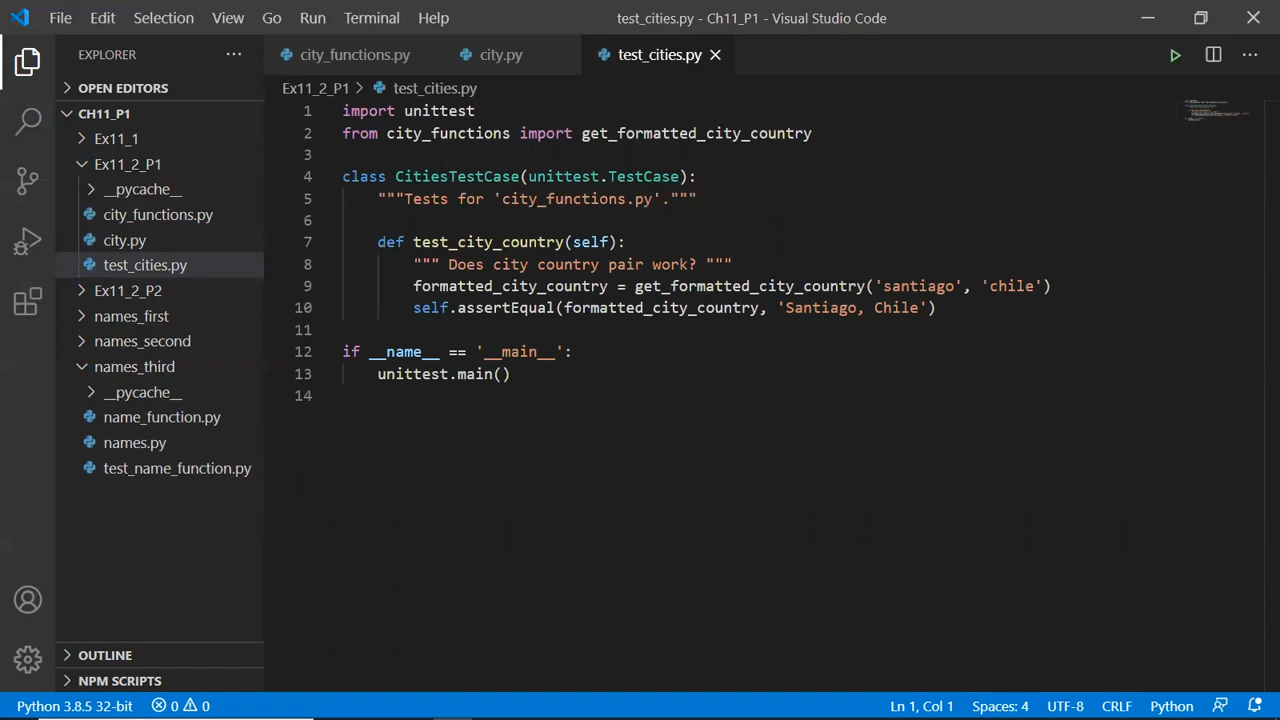 File Edit Selection View Go Run Terminal Help test_cities.py - Ch11_P1 - Visual Studio Code
EXPLORER
OPEN EDITORS
CH11_P1
Ex11_1
Ex11_2_P1
__pycache__
city_functions.py
city.py
test_cities.py
Ex11_2_P2
names_first
names_second
names_third
__pycache__
name_function.py
names.py
test_name_function.py
OUTLINE
NPM SCRIPTS
city_functions.py city.py test_cities.py
Ex11_2_P1 > test_cities.py
1 import unittest
2 from city_functions import get_formatted_city_country
3
4 class CitiesTestCase(unittest.TestCase):
5 """Tests for 'city_functions.py'."""
6
7 def test_city_country(self):
8 """ Does city country pair work? """
9 formatted_city_country = get_formatted_city_country('santiago', 'chile')
10 self.assertEqual(formatted_city_country, 'Santiago, Chile')
11
12 if __name__ == '__main__':
13 unittest.main()
14
Python 3.8.5 32-bit 0 0 Ln 1, Col 1 Spaces: 4 UTF-8 CRLF Python